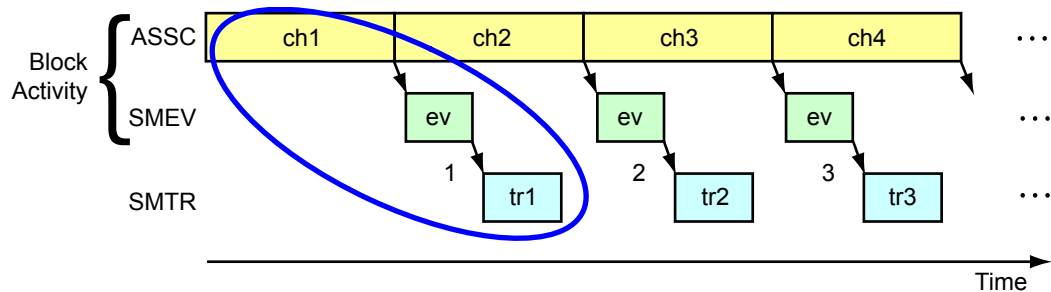 ASSC ch1 ch2 ch3 ch4 ...
Block
Activity
SMEV ev ev ev ...
1 2 3
SMTR tr1 tr2 tr3 ...
Time